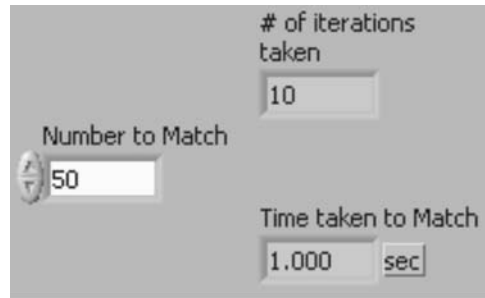 # of iterations
taken
10
Number to Match
50
Time taken to Match
1.000 sec